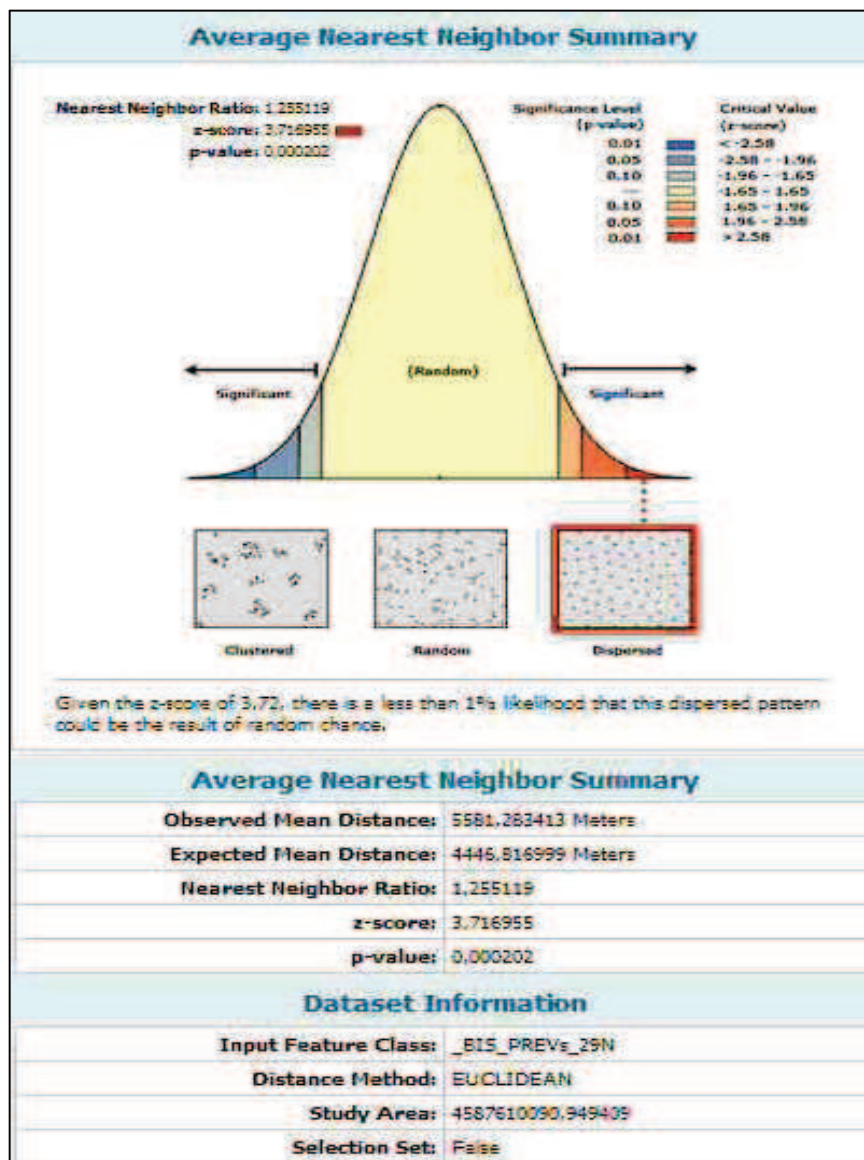 Average Nearest Neighbor Summary
Nearest Neighbor Ratio: 1,255119
z-score: 3,716955
p-value: 0,000202
Significance Level
(p-value)
Critical Value
(z-score)
0.01 < -2.58
0.05 -2.58 - -1.96
0.10 -1.96 - -1.65
— -1.65 - 1.65
0.10 1.65 - 1.96
0.05 1.96 - 2.58
0.01 > 2.58
(Random)
Significant Significant
Clustered Random Dispersed
Given the z-score of 3.72, there is a less than 1% likelihood that this dispersed pattern
could be the result of random chance.
Average Nearest Neighbor Summary
Observed Mean Distance: 5581,283413 Meters
Expected Mean Distance: 4446,816999 Meters
Nearest Neighbor Ratio: 1,255119
z-score: 3,716955
p-value: 0,000202
Dataset Information
Input Feature Class: _BIS_PREVs_29N
Distance Method: EUCLIDEAN
Study Area: 4587610090,949409
Selection Set: False